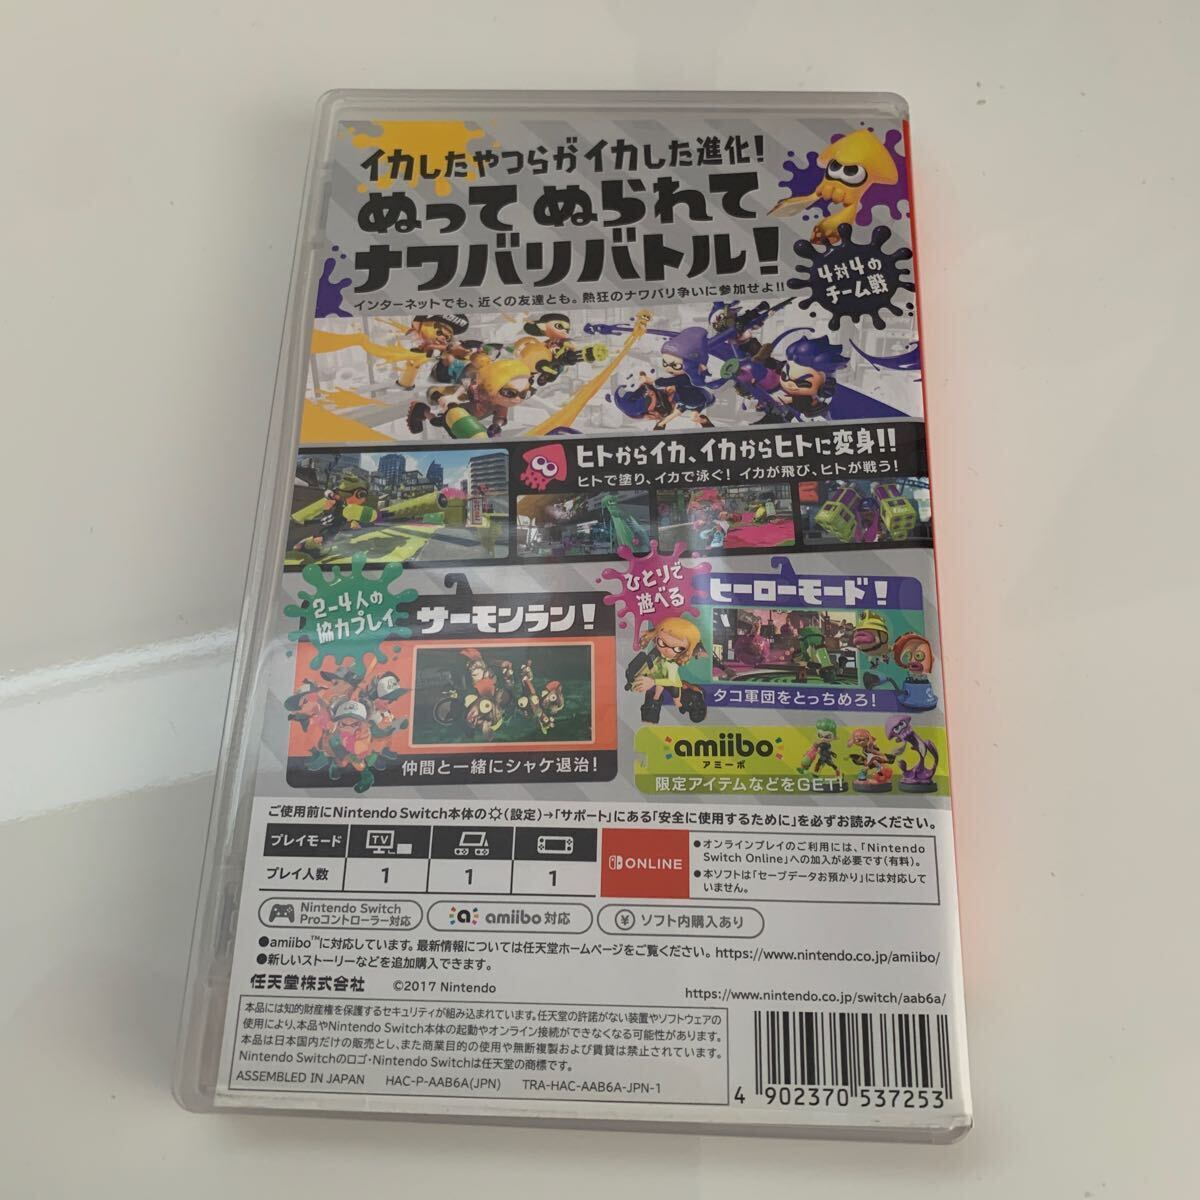 イカしたやつらがイカした進化！
ぬって ぬられて
ナワバリバトル！
インターネットでも、近くの友達とも。熱狂のナワバリ争いに参加せよ!!
4対4の
チーム戦
ヒトからイカ、イカからヒトに変身!!
ヒトで塗り、イカで泳ぐ！ イカが飛び、ヒトが戦う！
2-4人の
協力プレイ
サーモンラン！
仲間と一緒にシャケ退治！
ひとりで
遊べる
ヒーローモード！
タコ軍団をとっちめろ！
amiibo
アミーボ
限定アイテムなどをGET！
ご使用前にNintendo Switch本体の(設定)→「サポート」にある「安全に使用するために」を必ずお読みください。
プレイモード
TV
プレイ人数 1 1 1
ONLINE
●オンラインプレイのご利用には、「Nintendo
Switch Online」への加入が必要です(有料)。
●本ソフトは「セーブデータお預かり」には対応して
いません。
Nintendo Switch
Proコントローラー対応
a amiibo対応
¥ ソフト内購入あり
●amiibo™に対応しています。最新情報については任天堂ホームページをご覧ください。https://www.nintendo.co.jp/amiibo/
●新しいストーリーなどを追加購入できます。
任天堂株式会社 ©2017 Nintendo
https://www.nintendo.co.jp/switch/aab6a/
本品には知的財産権を保護するセキュリティが組み込まれています。任天堂の許諾がない装置やソフトウェアの
使用により、本品やNintendo Switch本体の起動やオンライン接続ができなくなる可能性があります。
本品は日本国内だけの販売とし、また商業目的の使用や無断複製および賃貸は禁止されています。
Nintendo Switchのロゴ・Nintendo Switchは任天堂の商標です。
ASSEMBLED IN JAPAN HAC-P-AAB6A(JPN) TRA-HAC-AAB6A-JPN-1
4 902370 537253